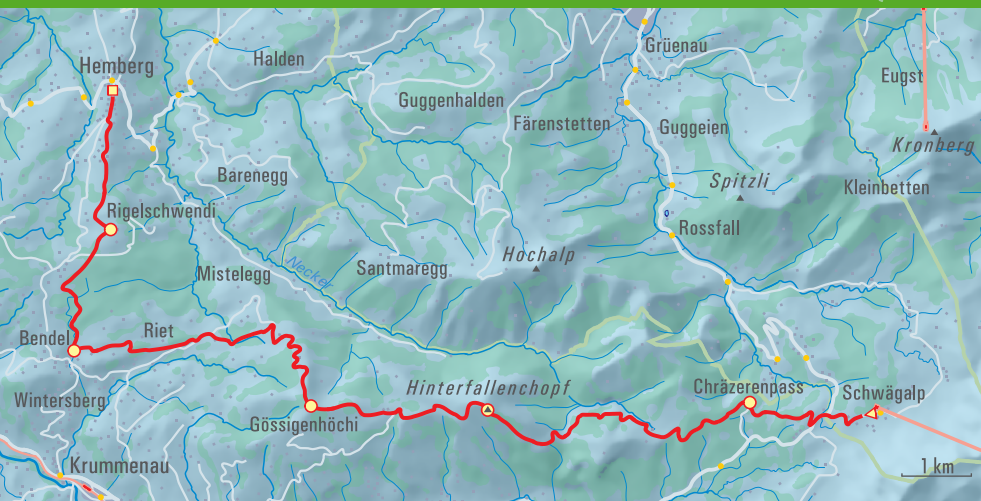 Grüenau
Hemberg
Halden
Eugst
Guggenhalden
Färenstetten
Guggeien
Kronberg
Bärenegg
Spitzli
Kleinbetten
Rigelschwendi
Rossfall
Hochalp
Mistelegg
Necker
Santmaregg
Bendel
Riet
Hinterfallenchopf
Chräzerenpass
Schwägalp
Wintersberg
Gössigenhöchi
Krummenau
1 km